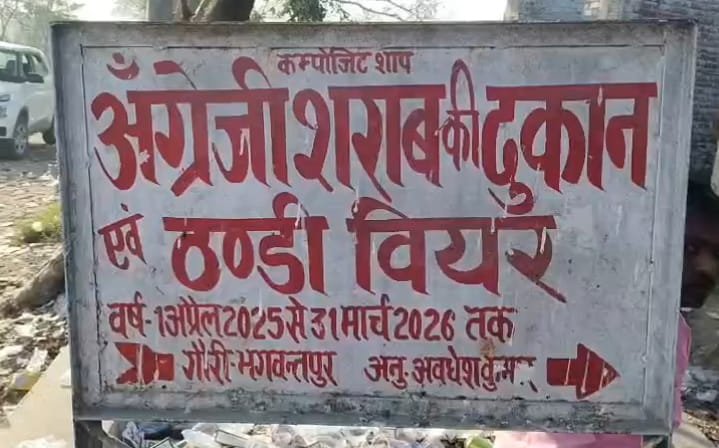 कम्पोजिट शाप
अँग्रेजी शराब की दुकान
एवं ठण्डी वियर
वर्ष-1अप्रैल2025से 31मार्च2026 तक
गौरी-भगवन्तपुर अनु-अवधेशकुमार